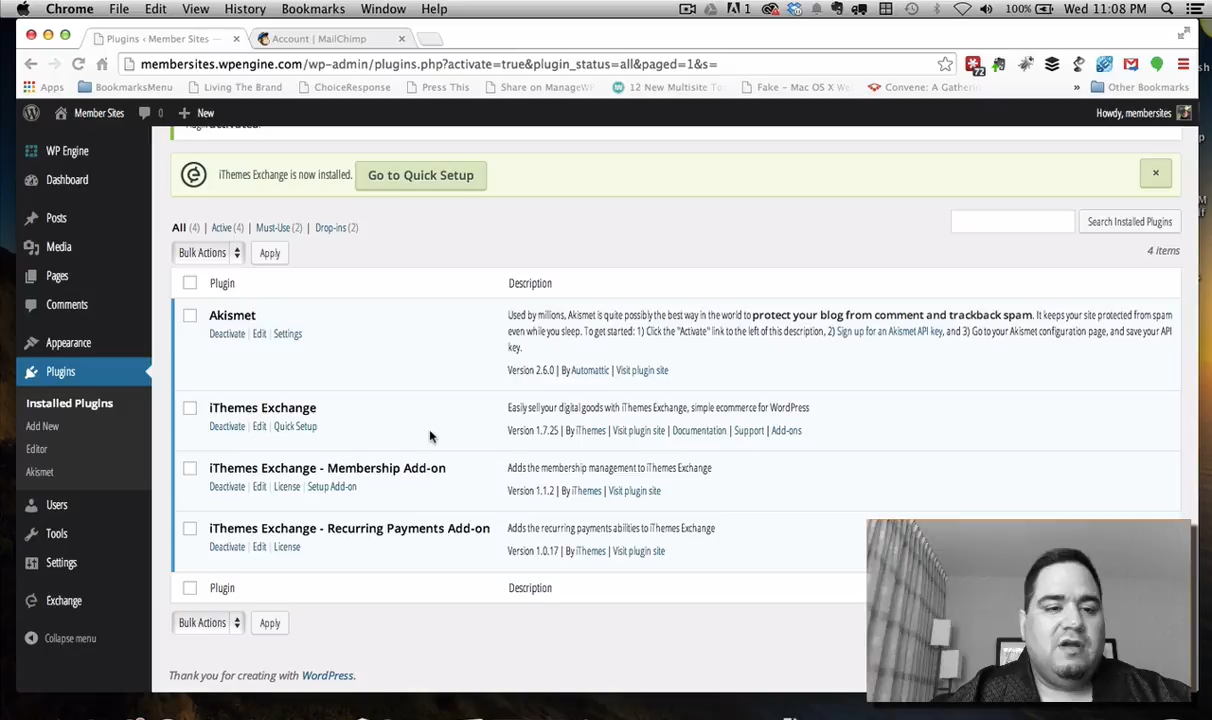 Chrome File Edit View History Bookmarks Window Help 1 100% Wed 11:08 PM
Plugins ‹ Member Sites — Account | MailChimp
membersites.wpengine.com/wp-admin/plugins.php?activate=true&plugin_status=all&paged=1&s= 72
Apps BookmarksMenu Living The Brand ChoiceResponse Press This Share on ManageW 12 New Multisite To Fake – Mac OS X W Convene: A Gatheri » Other Bookmarks
Member Sites 0 New Howdy, membersites
WP Engine
Dashboard
Posts
Media
Pages
Comments
Appearance
Plugins
Installed Plugins
Add New
Editor
Akismet
Users
Tools
Settings
Exchange
Collapse menu
Plugin activated.
iThemes Exchange is now installed. Go to Quick Setup ×
All (4) | Active (4) | Must-Use (2) | Drop-ins (2) Search Installed Plugins
Bulk Actions Apply 4 items
Plugin Description
Akismet
Deactivate | Edit | Settings
Used by millions, Akismet is quite possibly the best way in the world to protect your blog from comment and trackback spam. It keeps your site protected from spam
even while you sleep. To get started: 1) Click the "Activate" link to the left of this description, 2) Sign up for an Akismet API key, and 3) Go to your Akismet configuration page, and save your API
key.
Version 2.6.0 | By Automattic | Visit plugin site
iThemes Exchange
Deactivate | Edit | Quick Setup
Easily sell your digital goods with iThemes Exchange, simple ecommerce for WordPress
Version 1.7.25 | By iThemes | Visit plugin site | Documentation | Support | Add-ons
iThemes Exchange - Membership Add-on
Deactivate | Edit | License | Setup Add-on
Adds the membership management to iThemes Exchange
Version 1.1.2 | By iThemes | Visit plugin site
iThemes Exchange - Recurring Payments Add-on
Deactivate | Edit | License
Adds the recurring payments abilities to iThemes Exchange
Version 1.0.17 | By iThemes | Visit plugin site
Plugin Description
Bulk Actions Apply
Thank you for creating with WordPress.